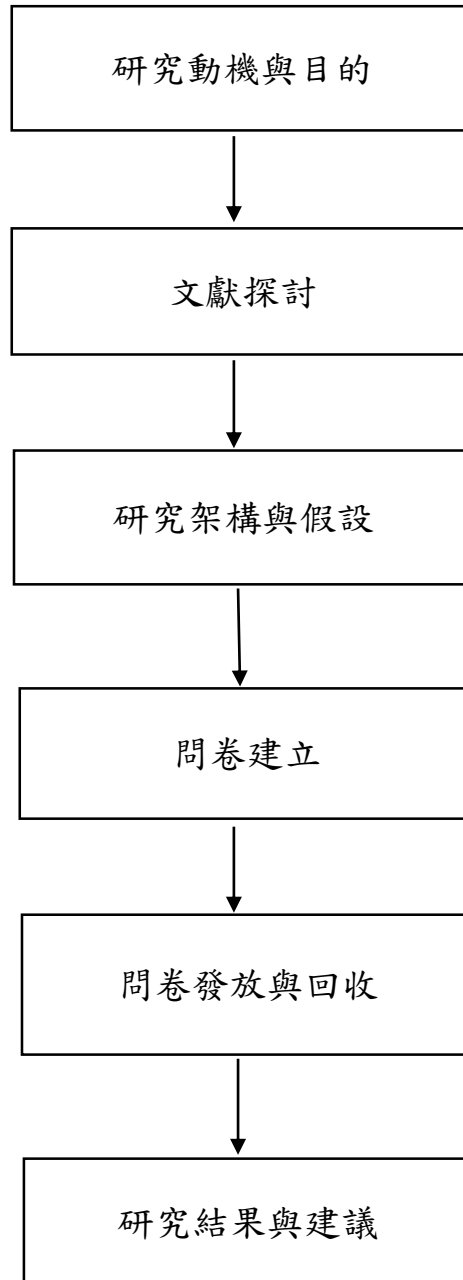 研究動機與目的
文獻探討
研究架構與假設
問卷建立
問卷發放與回收
研究結果與建議